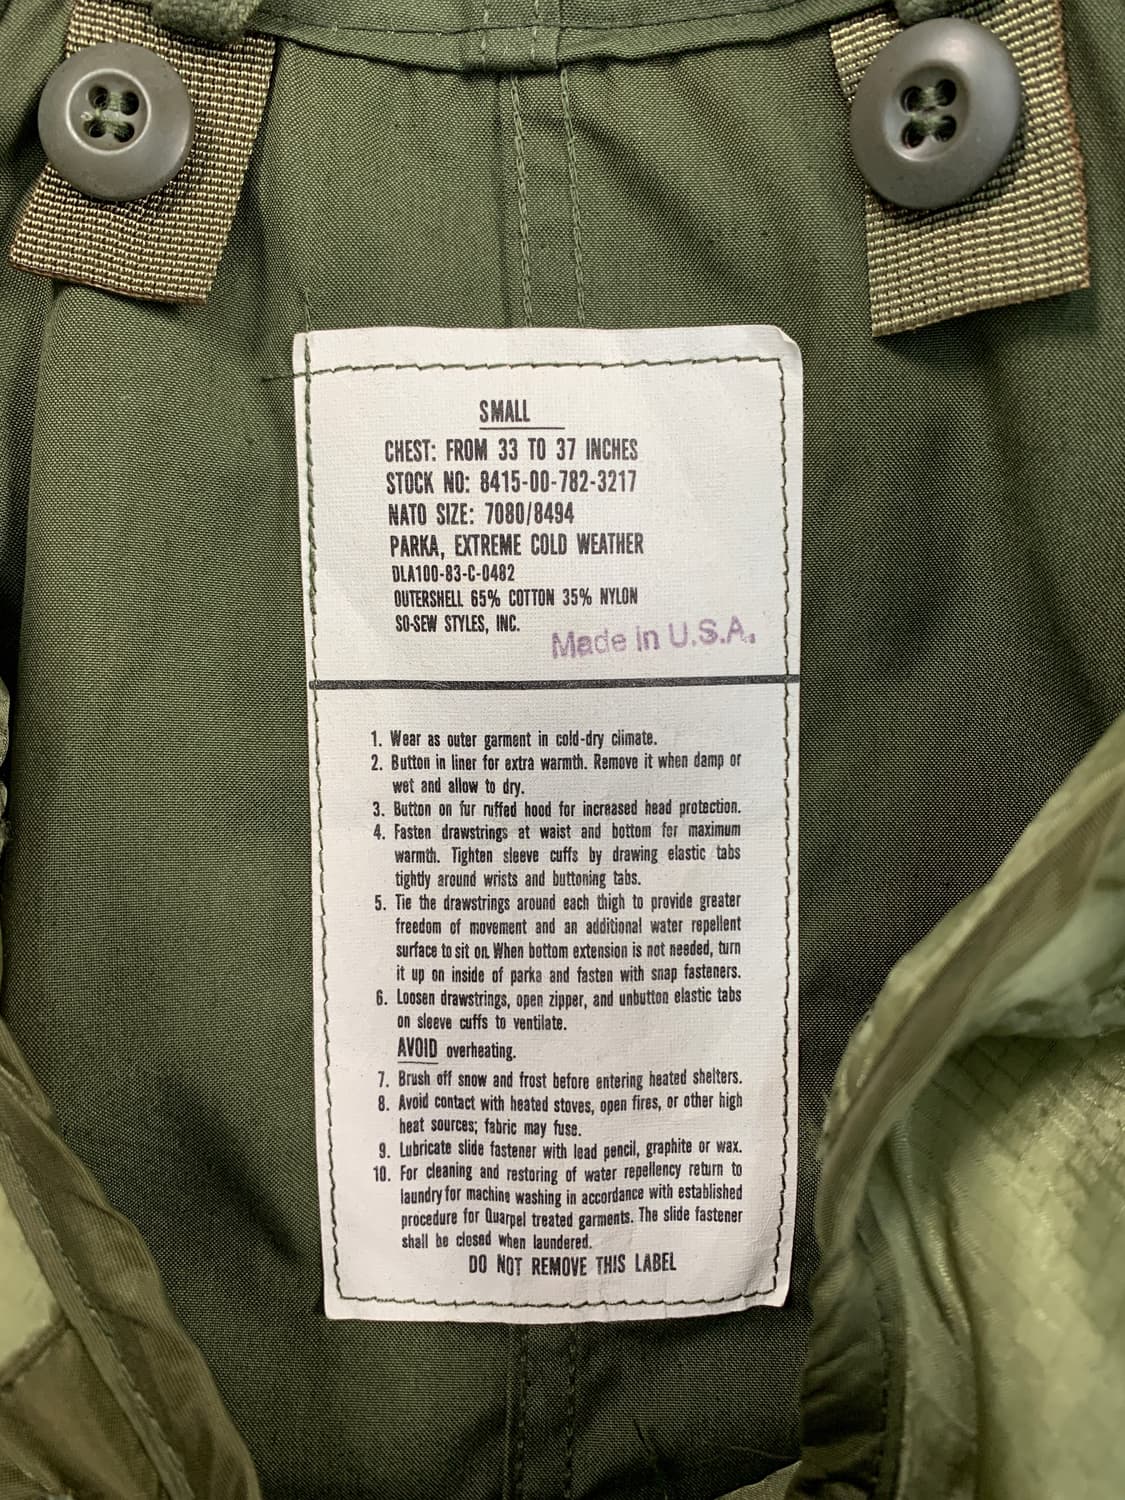 SMALL
CHEST: FROM 33 TO 37 INCHES
STOCK NO: 8415-00-782-3217
NATO SIZE: 7080/8494
PARKA, EXTREME COLD WEATHER
DLA100-83-C-0482
OUTERSHELL 65% COTTON 35% NYLON
SO-SEW STYLES, INC.
Made in U.S.A.
1. Wear as outer garment in cold-dry climate.
2. Button in liner for extra warmth. Remove it when damp or
wet and allow to dry.
3. Button on fur ruffed hood for increased head protection.
4. Fasten drawstrings at waist and bottom for maximum
warmth. Tighten sleeve cuffs by drawing elastic tabs
tightly around wrists and buttoning tabs.
5. Tie the drawstrings around each thigh to provide greater
freedom of movement and an additional water repellent
surface to sit on. When bottom extension is not needed, turn
it up on inside of parka and fasten with snap fasteners.
6. Loosen drawstrings, open zipper, and unbutton elastic tabs
on sleeve cuffs to ventilate.
AVOID overheating.
7. Brush off snow and frost before entering heated shelters.
8. Avoid contact with heated stoves, open fires, or other high
heat sources; fabric may fuse.
9. Lubricate slide fastener with lead pencil, graphite or wax.
10. For cleaning and restoring of water repellency return to
laundry for machine washing in accordance with established
procedure for Quarpel treated garments. The slide fastener
shall be closed when laundered.
DO NOT REMOVE THIS LABEL